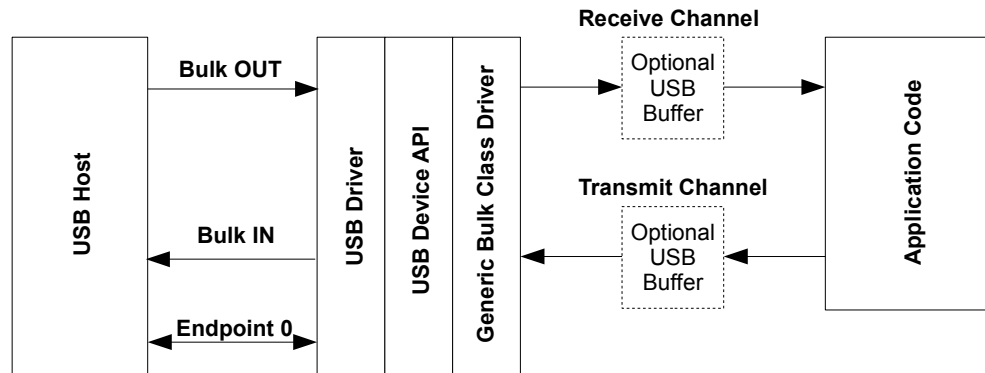 Receive Channel
USB Host
Bulk OUT
USB Driver
USB Device API
Generic Bulk Class Driver
Optional
USB
Buffer
Application Code
Transmit Channel
Bulk IN
Optional
USB
Buffer
Endpoint 0